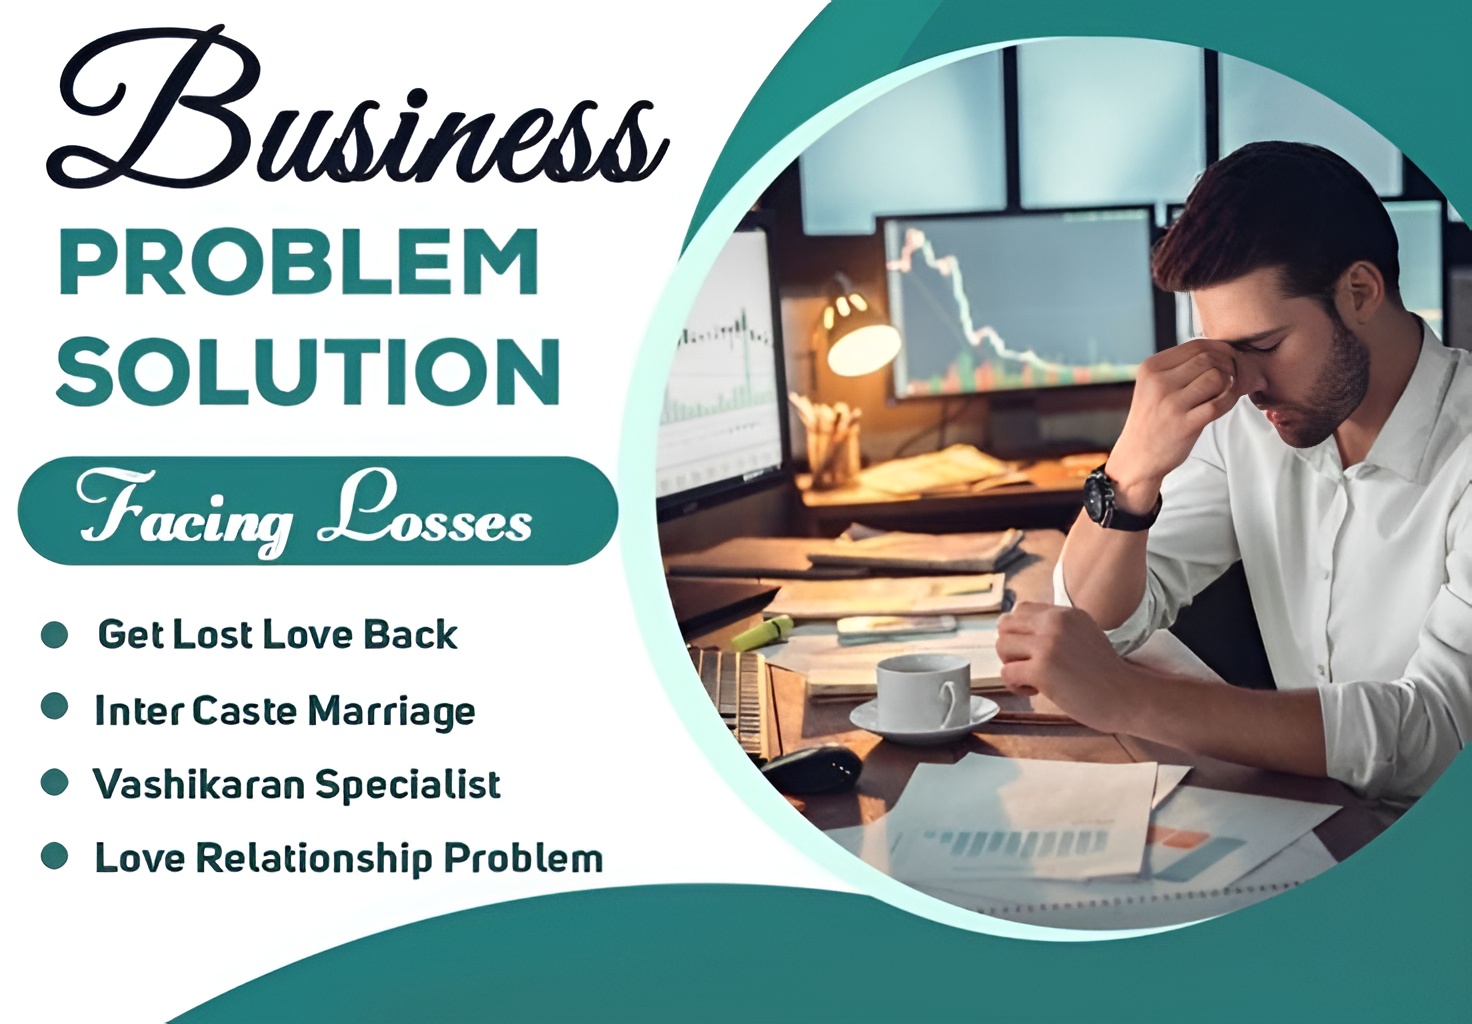 Business
PROBLEM
SOLUTION
Facing Losses
Get Lost Love Back
Inter Caste Marriage
Vashikaran Specialist
Love Relationship Problem